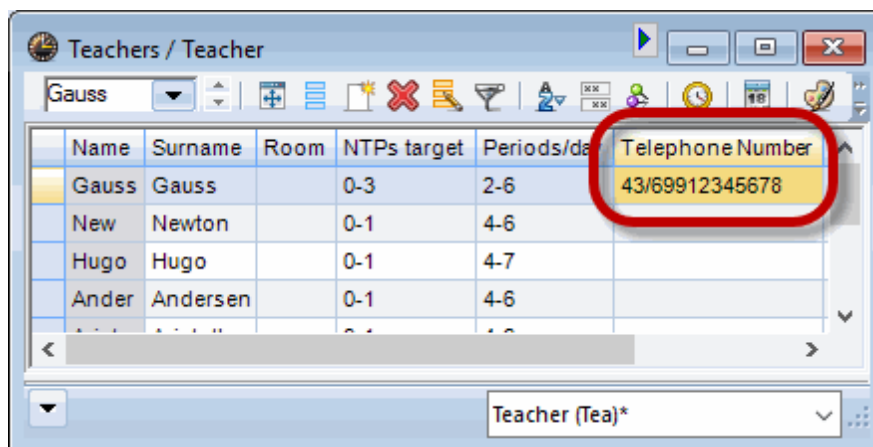 Teachers / Teacher
Gauss
Name Surname Room NTPs target Periods/day Telephone Number
Gauss Gauss 0-3 2-6 43/69912345678
New Newton 0-1 4-6
Hugo Hugo 0-1 4-7
Ander Andersen 0-1 4-6
Teacher (Tea)*